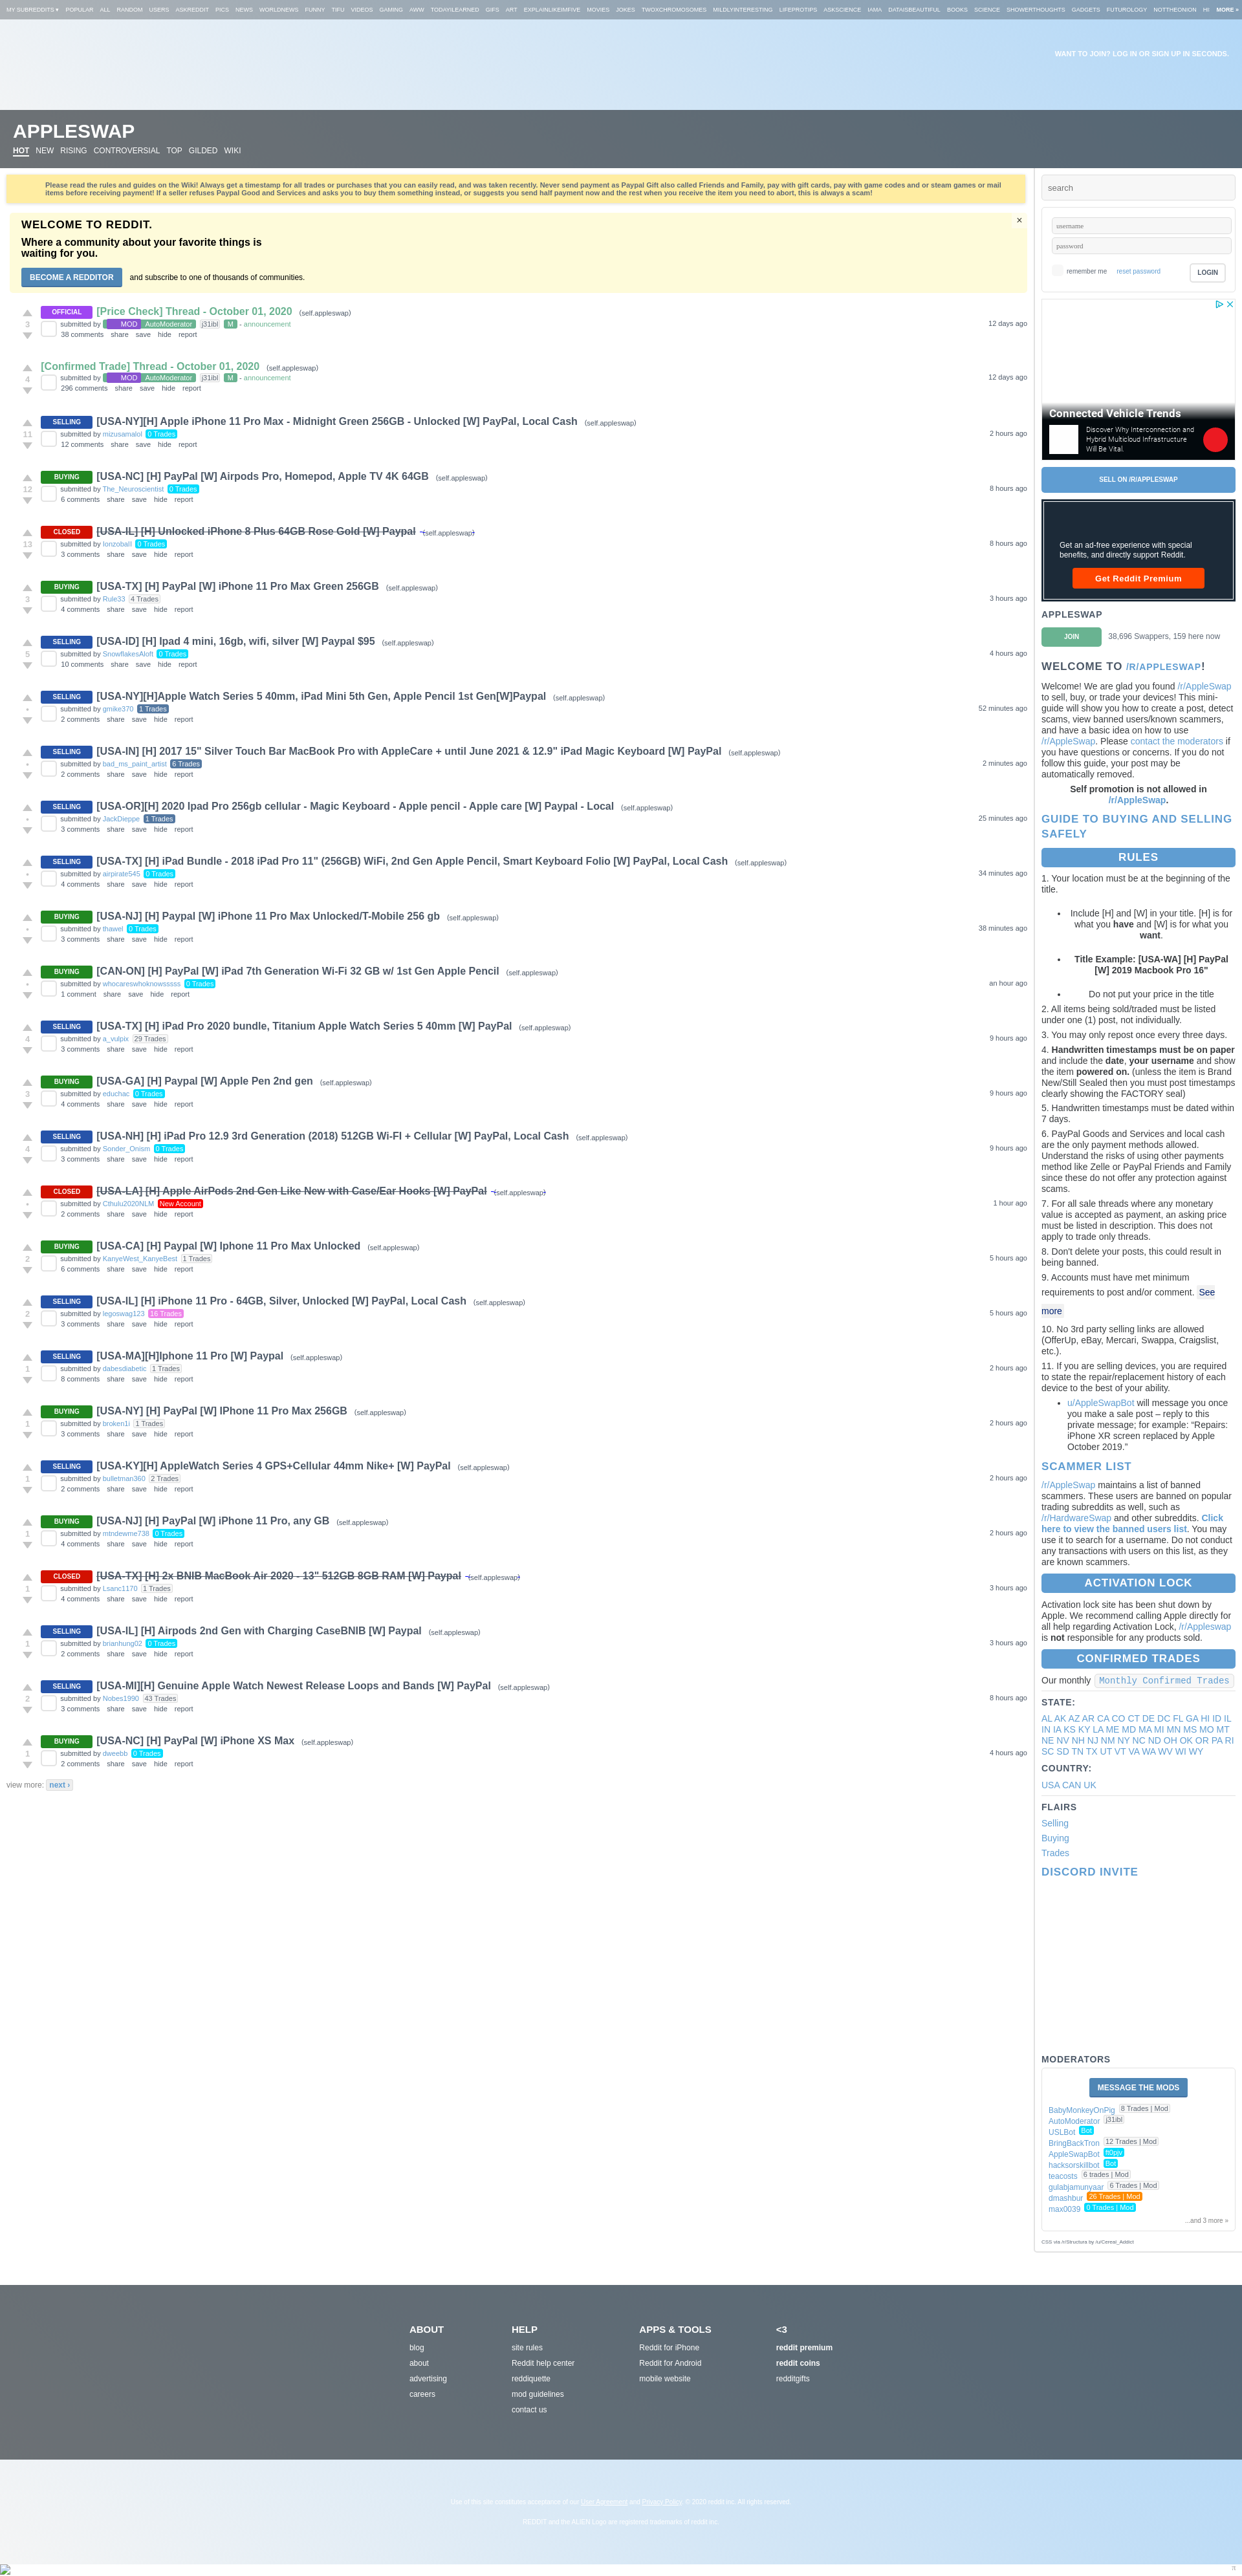 MY SUBREDDITS ▾ POPULAR ALL RANDOM USERS ASKREDDIT PICS NEWS WORLDNEWS FUNNY TIFU VIDEOS GAMING AWW TODAYILEARNED GIFS ART EXPLAINLIKEIMFIVE MOVIES JOKES TWOXCHROMOSOMES MILDLYINTERESTING LIFEPROTIPS ASKSCIENCE IAMA DATAISBEAUTIFUL BOOKS SCIENCE SHOWERTHOUGHTS GADGETS FUTUROLOGY NOTTHEONION HI MORE »
WANT TO JOIN? LOG IN OR SIGN UP IN SECONDS.
APPLESWAP
HOT NEW RISING CONTROVERSIAL TOP GILDED WIKI
Please read the rules and guides on the Wiki! Always get a timestamp for all trades or purchases that you can easily read, and was taken recently. Never send payment as Paypal Gift also called Friends and Family, pay with gift cards, pay with game codes and or steam games or mail
items before receiving payment! If a seller refuses Paypal Good and Services and asks you to buy them something instead, or suggests you send half payment now and the rest when you receive the item you need to abort, this is always a scam!
WELCOME TO REDDIT.
×
Where a community about your favorite things is
waiting for you.
BECOME A REDDITOR and subscribe to one of thousands of communities.
OFFICIAL [Price Check] Thread - October 01, 2020 (self.appleswap)
3 submitted by MOD AutoModerator j31ibl M - announcement 12 days ago
38 comments share save hide report
[Confirmed Trade] Thread - October 01, 2020 (self.appleswap)
4 submitted by MOD AutoModerator j31ibl M - announcement 12 days ago
296 comments share save hide report
SELLING [USA-NY][H] Apple iPhone 11 Pro Max - Midnight Green 256GB - Unlocked [W] PayPal, Local Cash (self.appleswap)
11 submitted by mizusamalol 0 Trades 2 hours ago
12 comments share save hide report
BUYING [USA-NC] [H] PayPal [W] Airpods Pro, Homepod, Apple TV 4K 64GB (self.appleswap)
12 submitted by The_Neuroscientist 0 Trades 8 hours ago
6 comments share save hide report
CLOSED [USA-IL] [H] Unlocked iPhone 8 Plus 64GB Rose Gold [W] Paypal (self.appleswap)
13 submitted by lonzoball 0 Trades 8 hours ago
3 comments share save hide report
BUYING [USA-TX] [H] PayPal [W] iPhone 11 Pro Max Green 256GB (self.appleswap)
3 submitted by Rule33 4 Trades 3 hours ago
4 comments share save hide report
SELLING [USA-ID] [H] Ipad 4 mini, 16gb, wifi, silver [W] Paypal $95 (self.appleswap)
5 submitted by SnowflakesAloft 0 Trades 4 hours ago
10 comments share save hide report
SELLING [USA-NY][H]Apple Watch Series 5 40mm, iPad Mini 5th Gen, Apple Pencil 1st Gen[W]Paypal (self.appleswap)
• submitted by gmike370 1 Trades 52 minutes ago
2 comments share save hide report
SELLING [USA-IN] [H] 2017 15" Silver Touch Bar MacBook Pro with AppleCare + until June 2021 & 12.9" iPad Magic Keyboard [W] PayPal (self.appleswap)
• submitted by bad_ms_paint_artist 6 Trades 2 minutes ago
2 comments share save hide report
SELLING [USA-OR][H] 2020 Ipad Pro 256gb cellular - Magic Keyboard - Apple pencil - Apple care [W] Paypal - Local (self.appleswap)
• submitted by JackDieppe 1 Trades 25 minutes ago
3 comments share save hide report
SELLING [USA-TX] [H] iPad Bundle - 2018 iPad Pro 11" (256GB) WiFi, 2nd Gen Apple Pencil, Smart Keyboard Folio [W] PayPal, Local Cash (self.appleswap)
• submitted by airpirate545 0 Trades 34 minutes ago
4 comments share save hide report
BUYING [USA-NJ] [H] Paypal [W] iPhone 11 Pro Max Unlocked/T-Mobile 256 gb (self.appleswap)
• submitted by thawel 0 Trades 38 minutes ago
3 comments share save hide report
BUYING [CAN-ON] [H] PayPal [W] iPad 7th Generation Wi-Fi 32 GB w/ 1st Gen Apple Pencil (self.appleswap)
• submitted by whocareswhoknowsssss 0 Trades an hour ago
1 comment share save hide report
SELLING [USA-TX] [H] iPad Pro 2020 bundle, Titanium Apple Watch Series 5 40mm [W] PayPal (self.appleswap)
4 submitted by a_vulpix 29 Trades 9 hours ago
3 comments share save hide report
BUYING [USA-GA] [H] Paypal [W] Apple Pen 2nd gen (self.appleswap)
3 submitted by educhac 0 Trades 9 hours ago
4 comments share save hide report
SELLING [USA-NH] [H] iPad Pro 12.9 3rd Generation (2018) 512GB Wi-FI + Cellular [W] PayPal, Local Cash (self.appleswap)
4 submitted by Sonder_Onism 0 Trades 9 hours ago
3 comments share save hide report
CLOSED [USA-LA] [H] Apple AirPods 2nd Gen Like New with Case/Ear Hooks [W] PayPal (self.appleswap)
• submitted by Cthulu2020NLM New Account 1 hour ago
2 comments share save hide report
BUYING [USA-CA] [H] Paypal [W] Iphone 11 Pro Max Unlocked (self.appleswap)
2 submitted by KanyeWest_KanyeBest 1 Trades 5 hours ago
6 comments share save hide report
SELLING [USA-IL] [H] iPhone 11 Pro - 64GB, Silver, Unlocked [W] PayPal, Local Cash (self.appleswap)
2 submitted by legoswag123 16 Trades 5 hours ago
3 comments share save hide report
SELLING [USA-MA][H]Iphone 11 Pro [W] Paypal (self.appleswap)
1 submitted by dabesdiabetic 1 Trades 2 hours ago
8 comments share save hide report
BUYING [USA-NY] [H] PayPal [W] IPhone 11 Pro Max 256GB (self.appleswap)
1 submitted by broken1i 1 Trades 2 hours ago
3 comments share save hide report
SELLING [USA-KY][H] AppleWatch Series 4 GPS+Cellular 44mm Nike+ [W] PayPal (self.appleswap)
1 submitted by bulletman360 2 Trades 2 hours ago
2 comments share save hide report
BUYING [USA-NJ] [H] PayPal [W] iPhone 11 Pro, any GB (self.appleswap)
1 submitted by mtndewme738 0 Trades 2 hours ago
4 comments share save hide report
CLOSED [USA-TX] [H] 2x BNIB MacBook Air 2020 - 13" 512GB 8GB RAM [W] Paypal (self.appleswap)
1 submitted by Lsanc1170 1 Trades 3 hours ago
4 comments share save hide report
SELLING [USA-IL] [H] Airpods 2nd Gen with Charging CaseBNIB [W] Paypal (self.appleswap)
1 submitted by brianhung02 0 Trades 3 hours ago
2 comments share save hide report
SELLING [USA-MI][H] Genuine Apple Watch Newest Release Loops and Bands [W] PayPal (self.appleswap)
2 submitted by Nobes1990 43 Trades 8 hours ago
3 comments share save hide report
BUYING [USA-NC] [H] PayPal [W] iPhone XS Max (self.appleswap)
1 submitted by dweebb 0 Trades 4 hours ago
2 comments share save hide report
view more: next ›
search
username
password
remember me reset password LOGIN
Connected Vehicle Trends
Discover Why Interconnection and
Hybrid Multicloud Infrastructure
Will Be Vital.
SELL ON /R/APPLESWAP
Get an ad-free experience with special
benefits, and directly support Reddit.
Get Reddit Premium
APPLESWAP
JOIN 38,696 Swappers, 159 here now
WELCOME TO /R/APPLESWAP!
Welcome! We are glad you found /r/AppleSwap
to sell, buy, or trade your devices! This mini-
guide will show you how to create a post, detect
scams, view banned users/known scammers,
and have a basic idea on how to use
/r/AppleSwap. Please contact the moderators if
you have questions or concerns. If you do not
follow this guide, your post may be
automatically removed.
Self promotion is not allowed in
/r/AppleSwap.
GUIDE TO BUYING AND SELLING
SAFELY
RULES
1. Your location must be at the beginning of the
title.
• Include [H] and [W] in your title. [H] is for
what you have and [W] is for what you
want.
• Title Example: [USA-WA] [H] PayPal
[W] 2019 Macbook Pro 16"
• Do not put your price in the title
2. All items being sold/traded must be listed
under one (1) post, not individually.
3. You may only repost once every three days.
4. Handwritten timestamps must be on paper
and include the date, your username and show
the item powered on. (unless the item is Brand
New/Still Sealed then you must post timestamps
clearly showing the FACTORY seal)
5. Handwritten timestamps must be dated within
7 days.
6. PayPal Goods and Services and local cash
are the only payment methods allowed.
Understand the risks of using other payments
method like Zelle or PayPal Friends and Family
since these do not offer any protection against
scams.
7. For all sale threads where any monetary
value is accepted as payment, an asking price
must be listed in description. This does not
apply to trade only threads.
8. Don't delete your posts, this could result in
being banned.
9. Accounts must have met minimum
requirements to post and/or comment. See
more
10. No 3rd party selling links are allowed
(OfferUp, eBay, Mercari, Swappa, Craigslist,
etc.).
11. If you are selling devices, you are required
to state the repair/replacement history of each
device to the best of your ability.
• u/AppleSwapBot will message you once
you make a sale post – reply to this
private message; for example: “Repairs:
iPhone XR screen replaced by Apple
October 2019.”
SCAMMER LIST
/r/AppleSwap maintains a list of banned
scammers. These users are banned on popular
trading subreddits as well, such as
/r/HardwareSwap and other subreddits. Click
here to view the banned users list. You may
use it to search for a username. Do not conduct
any transactions with users on this list, as they
are known scammers.
ACTIVATION LOCK
Activation lock site has been shut down by
Apple. We recommend calling Apple directly for
all help regarding Activation Lock, /r/Appleswap
is not responsible for any products sold.
CONFIRMED TRADES
Our monthly Monthly Confirmed Trades
STATE:
AL AK AZ AR CA CO CT DE DC FL GA HI ID IL
IN IA KS KY LA ME MD MA MI MN MS MO MT
NE NV NH NJ NM NY NC ND OH OK OR PA RI
SC SD TN TX UT VT VA WA WV WI WY
COUNTRY:
USA CAN UK
FLAIRS
Selling
Buying
Trades
DISCORD INVITE
MODERATORS
MESSAGE THE MODS
BabyMonkeyOnPig 8 Trades | Mod
AutoModerator j31ibl
USLBot Bot
BringBackTron 12 Trades | Mod
AppleSwapBot ft0pjv
hacksorskillbot Bot
teacosts 6 trades | Mod
gulabjamunyaar 6 Trades | Mod
dmashbur 26 Trades | Mod
max0039 0 Trades | Mod
...and 3 more »
CSS via /r/Structura by /u/Cereal_Addict
ABOUT
blog
about
advertising
careers
HELP
site rules
Reddit help center
reddiquette
mod guidelines
contact us
APPS & TOOLS
Reddit for iPhone
Reddit for Android
mobile website
<3
reddit premium
reddit coins
redditgifts
Use of this site constitutes acceptance of our User Agreement and Privacy Policy. © 2020 reddit inc. All rights reserved.
REDDIT and the ALIEN Logo are registered trademarks of reddit inc.
π